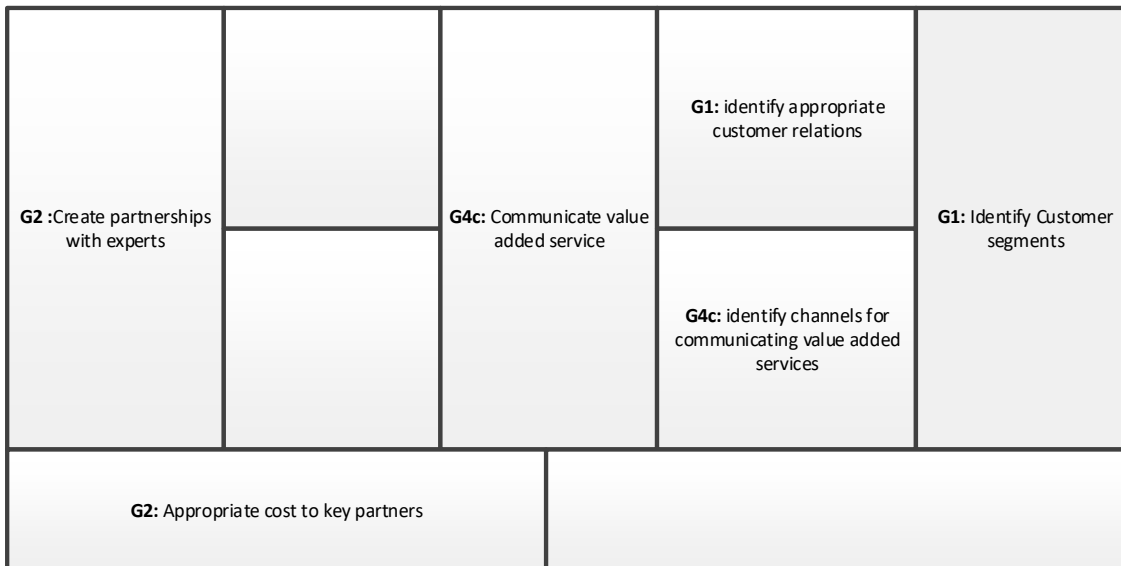 G2 :Create partnerships
with experts
G4c: Communicate value
added service
G1: identify appropriate
customer relations
G4c: identify channels for
communicating value added
services
G1: Identify Customer
segments
G2: Appropriate cost to key partners